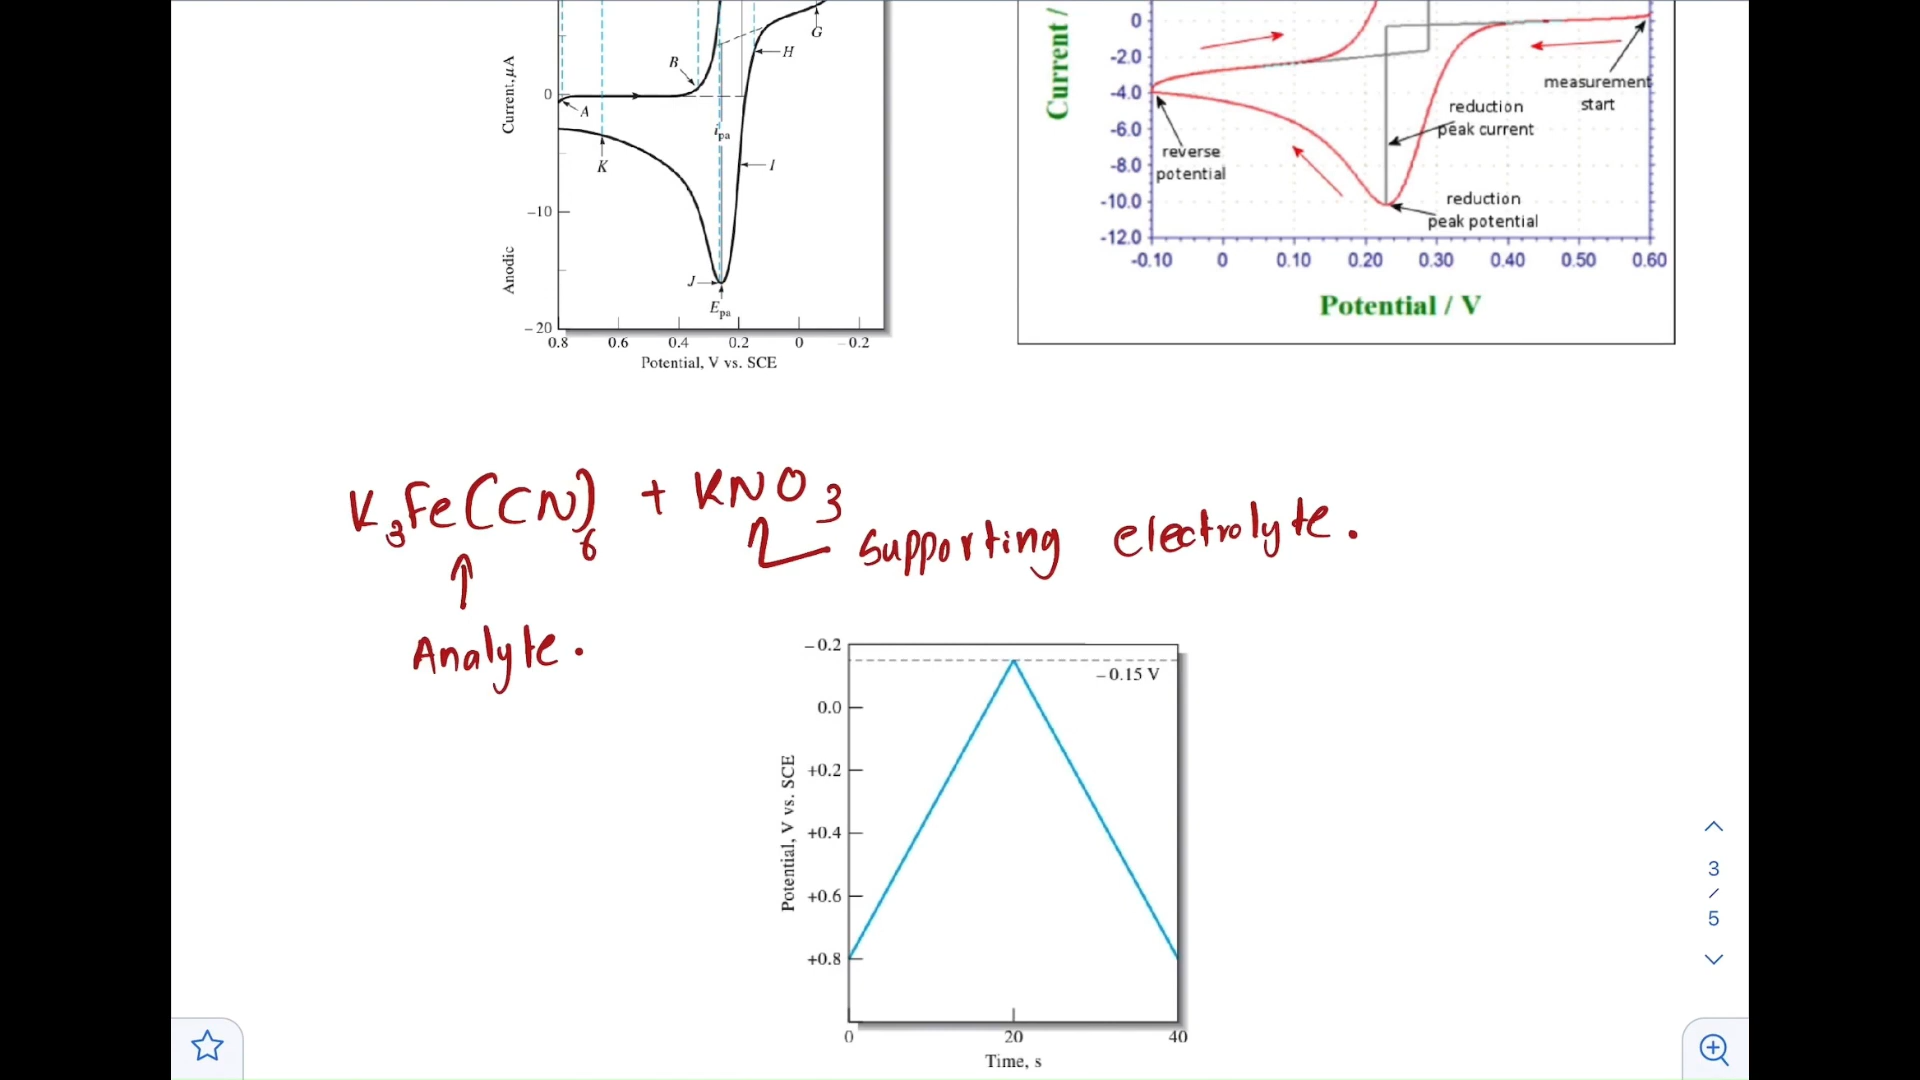 Current, μA
Anodic
0
-10
-20
A
B
G
H
I
J
K
ipa
Epa
0.8 0.6 0.4 0.2 0 -0.2
Potential, V vs. SCE
Current /
0
-2.0
-4.0
-6.0
-8.0
-10.0
-12.0
measurement
start
reduction
peak current
reverse
potential
reduction
peak potential
-0.10 0 0.10 0.20 0.30 0.40 0.50 0.60
Potential / V
K3Fe(CN)6 + KNO3
supporting electrolyte.
Analyte.
-0.2
0.0
+0.2
+0.4
+0.6
+0.8
-0.15 V
Potential, V vs. SCE
0 20 40
Time, s
3
/
5